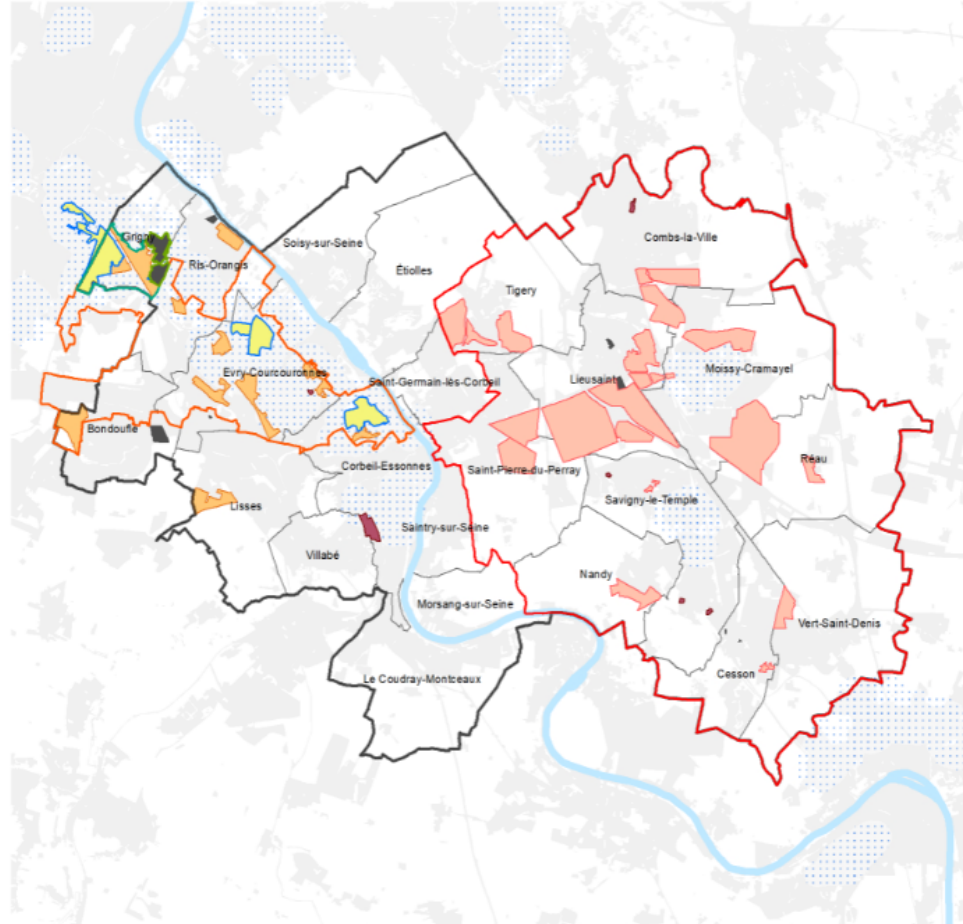 Combs-la-Ville
Grigny
Soisy-sur-Seine
Ris-Orangis
Étiolles
Tigery
Moissy-Cramayel
Evry-Courcouronnes
Saint-Germain-lès-Corbeil
Lieusaint
Bondoufle
Réau
Corbeil-Essonnes
Saint-Pierre-du-Perray
Savigny-le-Temple
Lisses
Saintry-sur-Seine
Villabé
Nandy
Morsang-sur-Seine
Vert-Saint-Denis
Cesson
Le Coudray-Montceaux